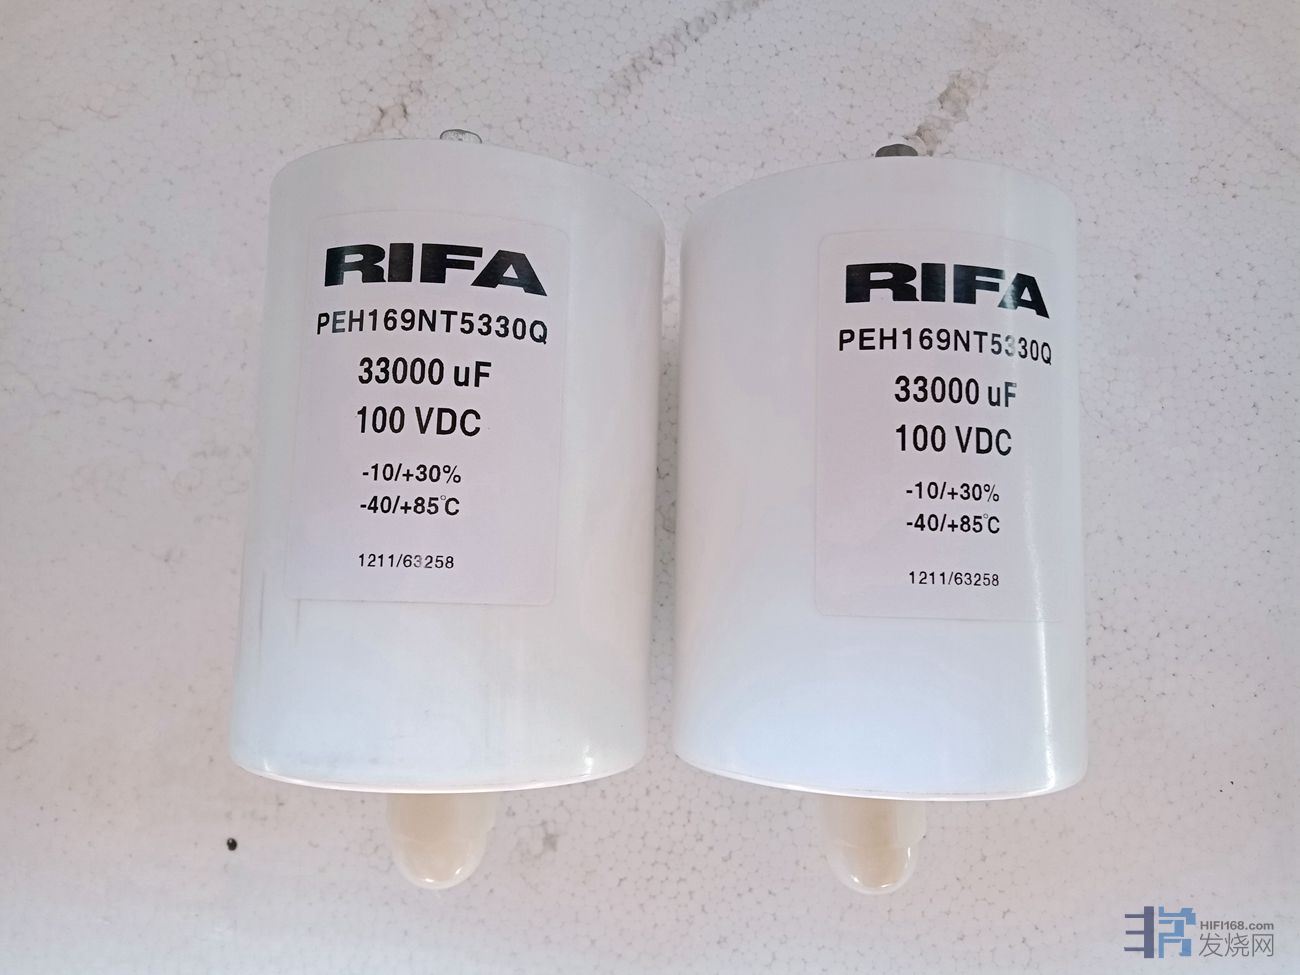 RIFA
PEH169NT5330Q
33000 uF
100 VDC
-10/+30%
-40/+85℃
1211/63258
RIFA
PEH169NT5330Q
33000 uF
100 VDC
-10/+30%
-40/+85℃
1211/63258
HIFI168.com
发烧网